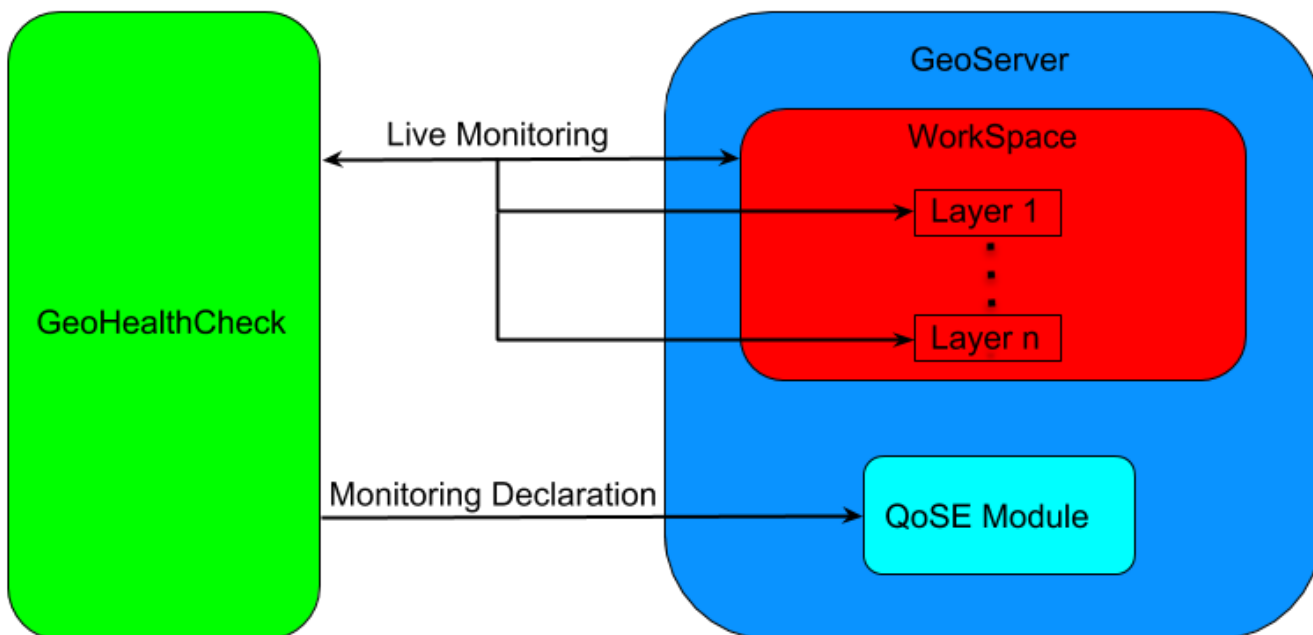 GeoServer
WorkSpace
Live Monitoring
Layer 1
GeoHealthCheck
Layer n
Monitoring Declaration
QoSE Module